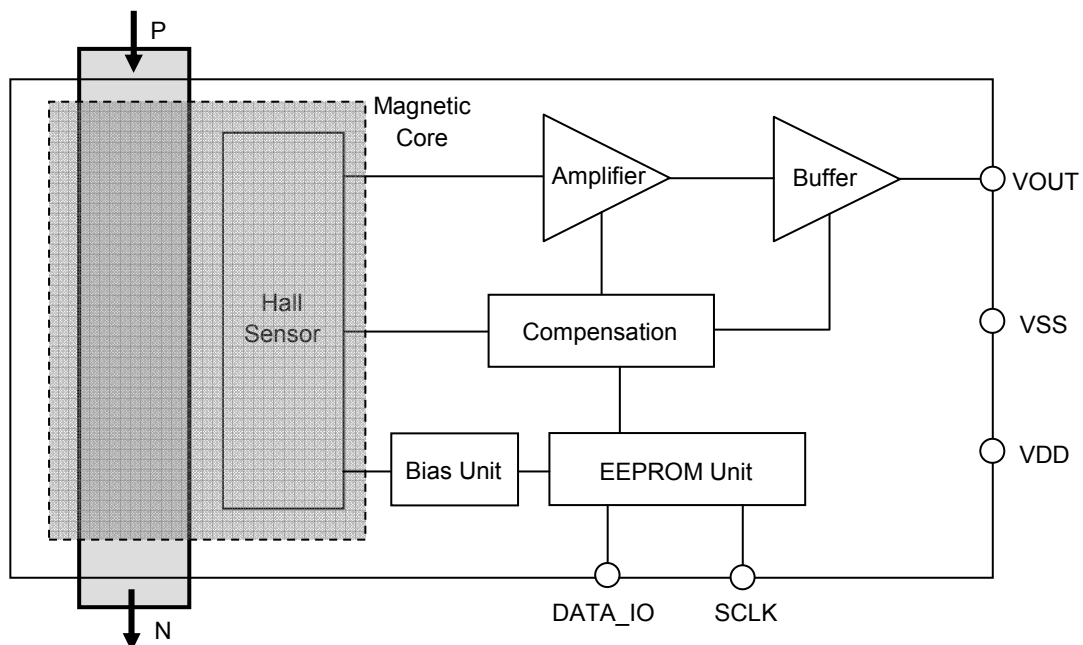 P
Magnetic
Core
Amplifier
Buffer
VOUT
Hall
Sensor
Compensation
VSS
Bias Unit
EEPROM Unit
VDD
DATA_IO
SCLK
N